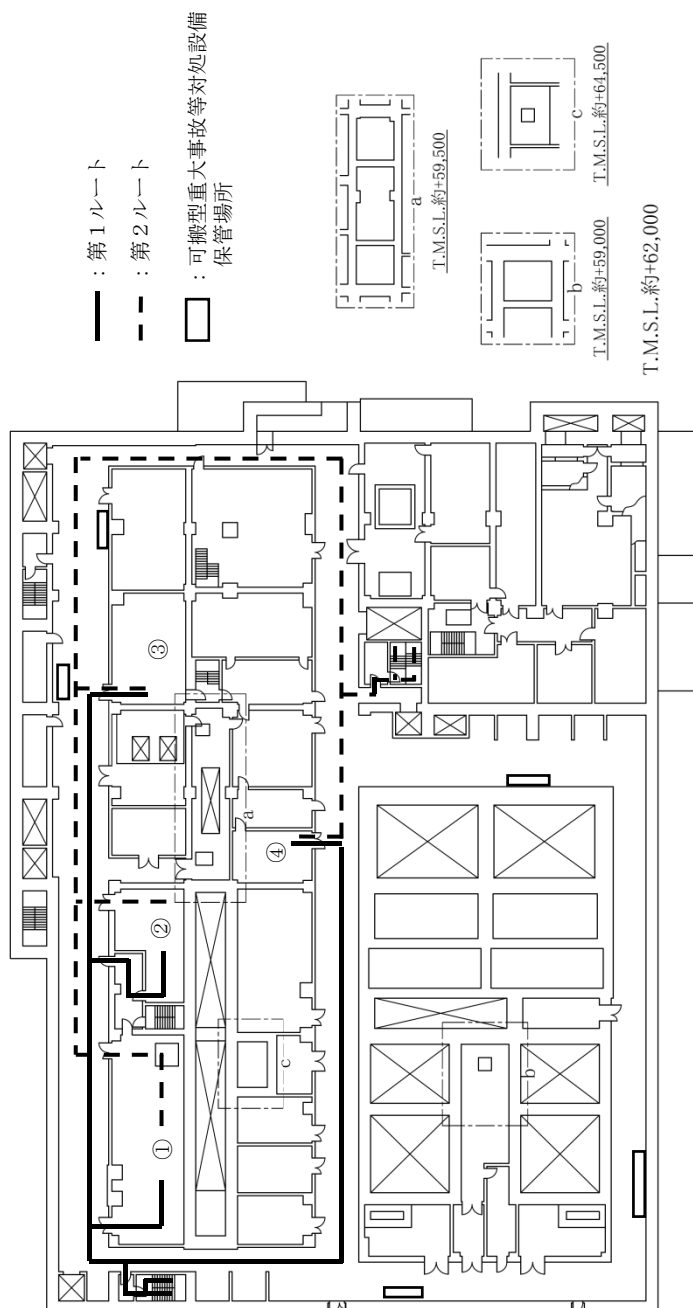 ：第１ルート
：第２ルート
：可搬型重大事故等対処設備
保管場所
①
②
③
④
a
b
c
a
T.M.S.L.約+59,500
b
T.M.S.L.約+59,000
c
T.M.S.L.約+64,500
T.M.S.L.約+62,000